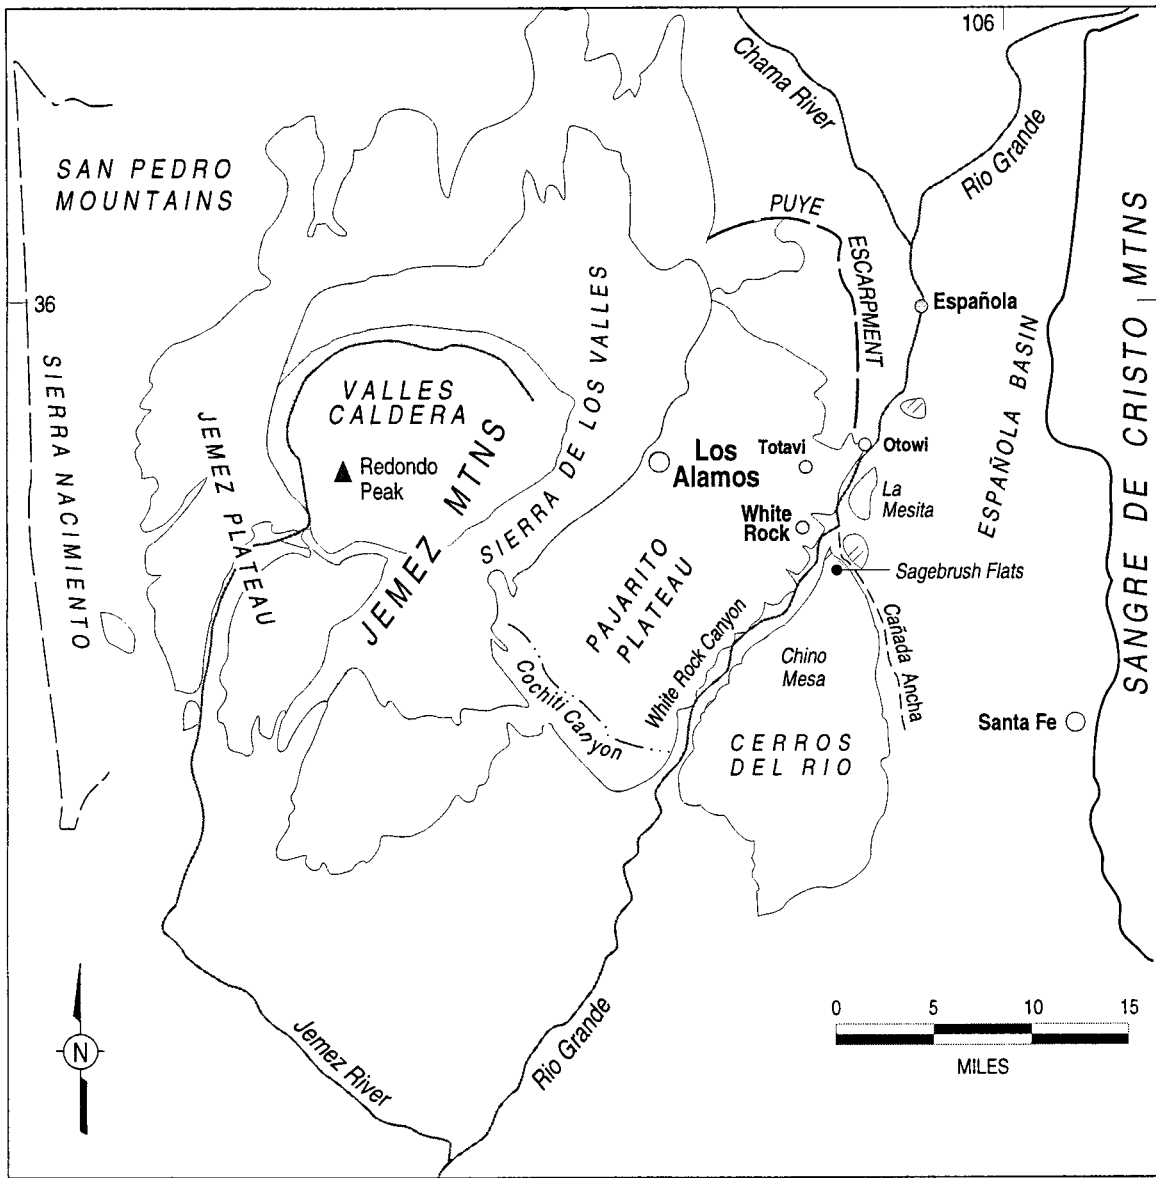 106
Chama River
Rio Grande
SAN PEDRO
MOUNTAINS
PUYE
ESCARPMENT
36
Española
SIERRA NACIMIENTO
JEMEZ PLATEAU
VALLES
CALDERA
Redondo
Peak
JEMEZ MTNS
SIERRA DE LOS VALLES
Los
Alamos
Totavi
Otowi
ESPAÑOLA BASIN
SANGRE DE CRISTO MTNS
La
Mesita
White
Rock
Sagebrush Flats
PAJARITO
PLATEAU
White Rock Canyon
Cañada Ancha
Chino
Mesa
Cochiti Canyon
Santa Fe
CERROS
DEL RIO
0 5 10 15
MILES
N
Jemez River
Rio Grande